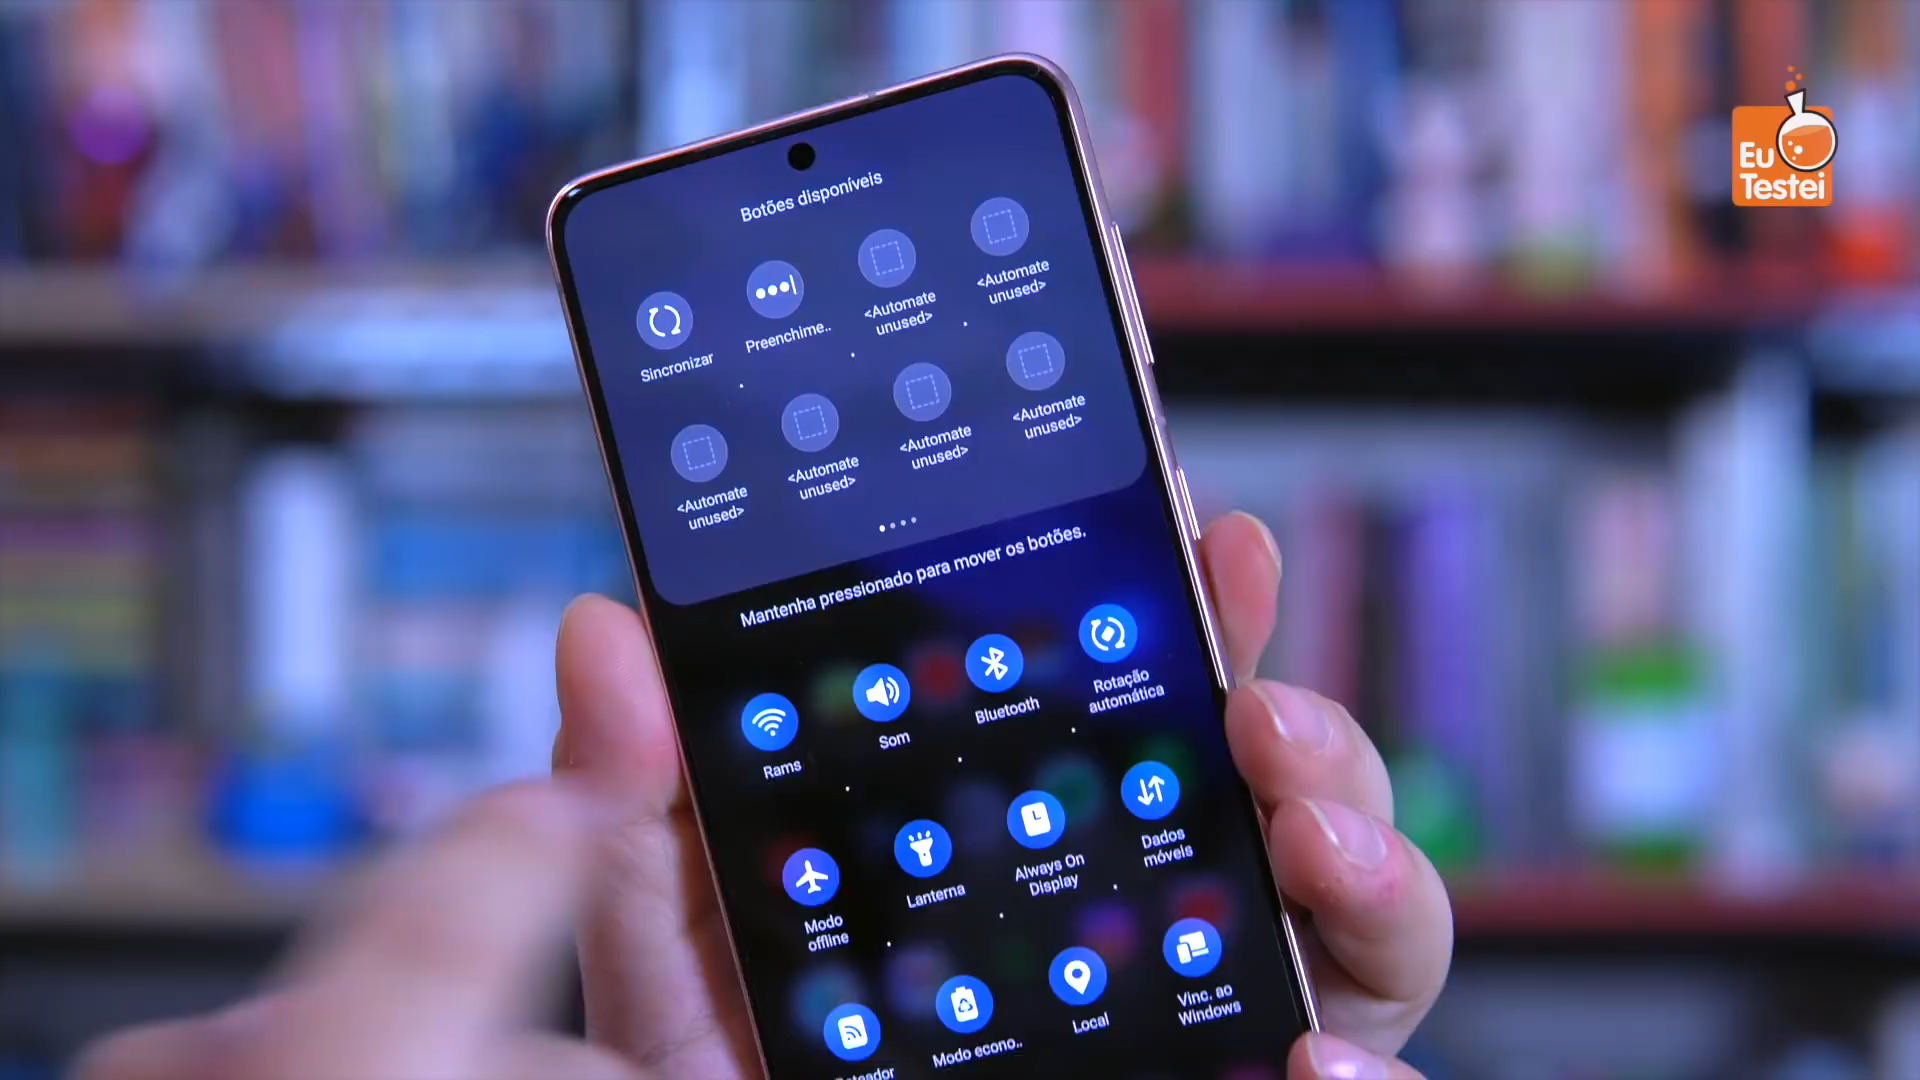 Eu
Testei
Botões disponíveis
Sincronizar
Preenchime..
<Automate
unused>
<Automate
unused>
<Automate
unused>
<Automate
unused>
<Automate
unused>
<Automate
unused>
Mantenha pressionado para mover os botões.
Rams
Som
Bluetooth
Rotação
automática
Modo
offline
Lanterna
Always On
Display
Dados
móveis
Modo econo..
Local
Vinc. ao
Windows